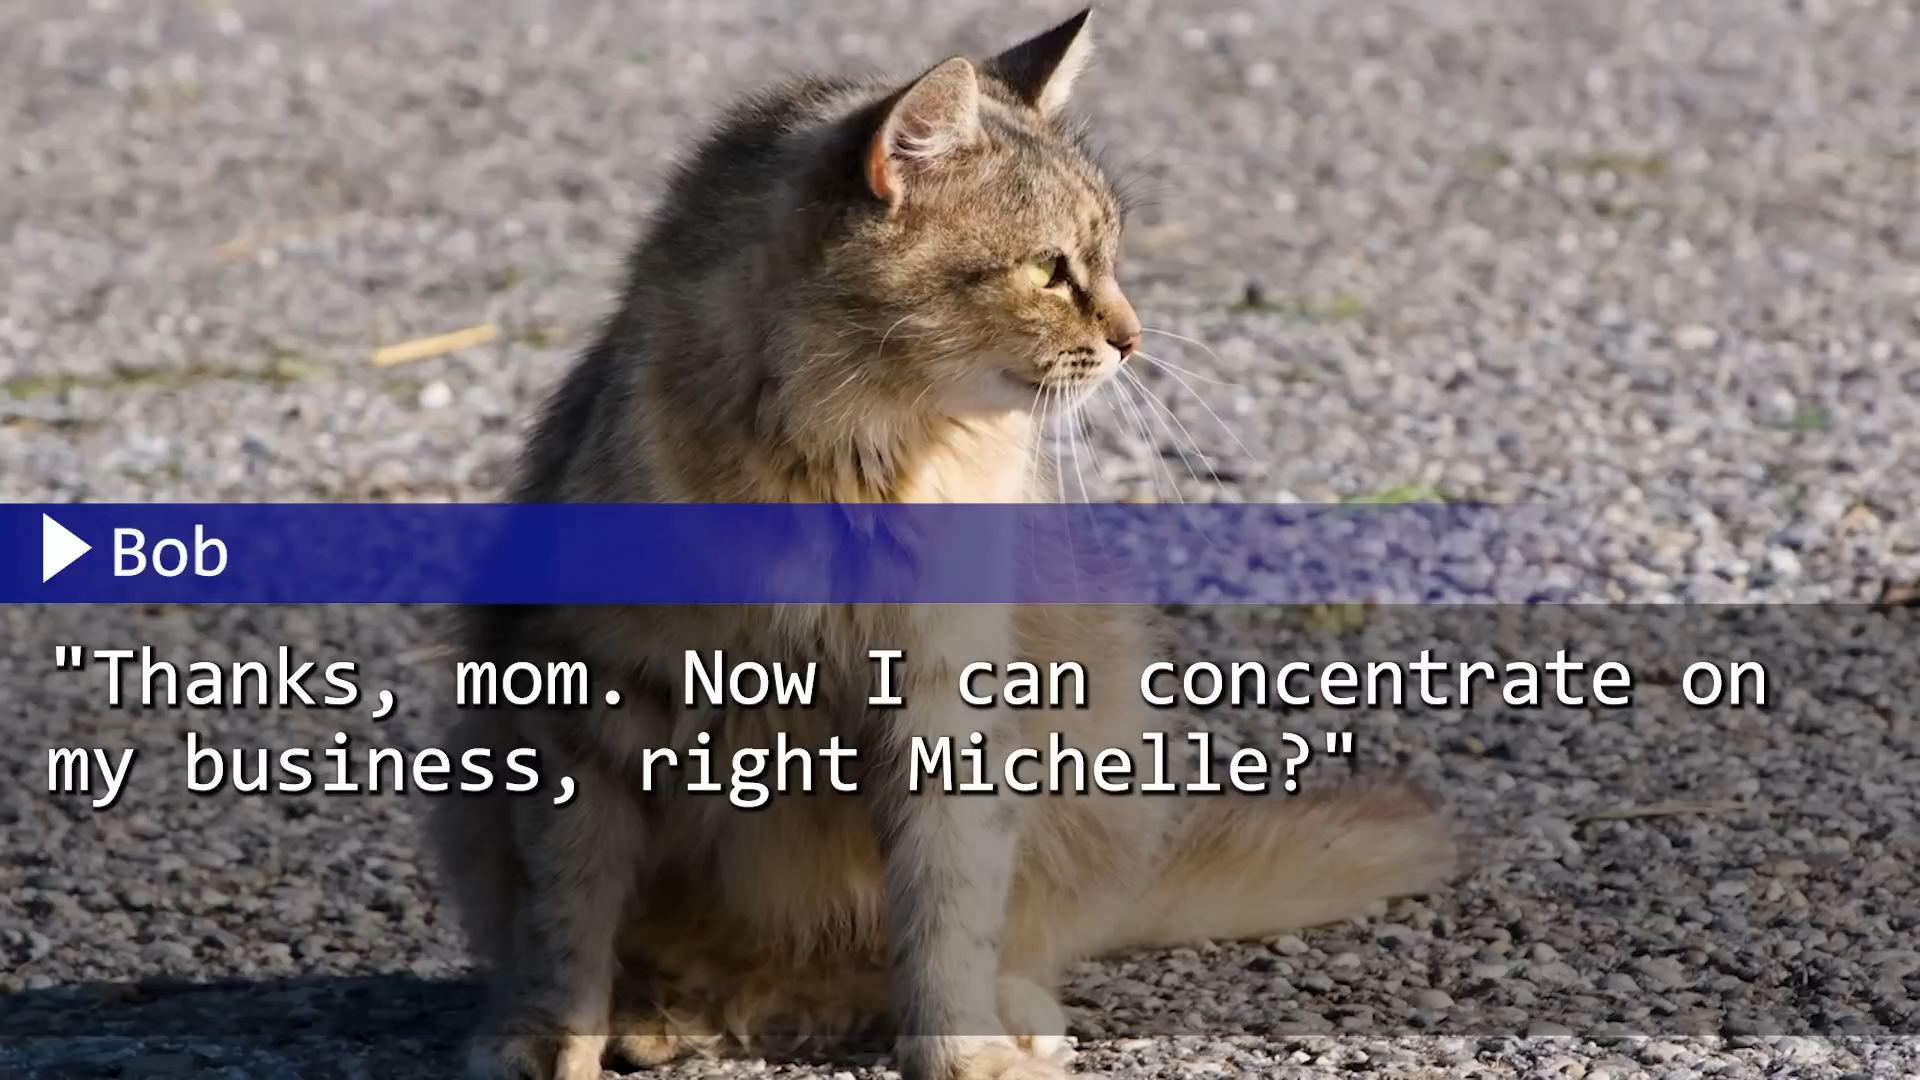 Bob
"Thanks, mom. Now I can concentrate on
my business, right Michelle?"